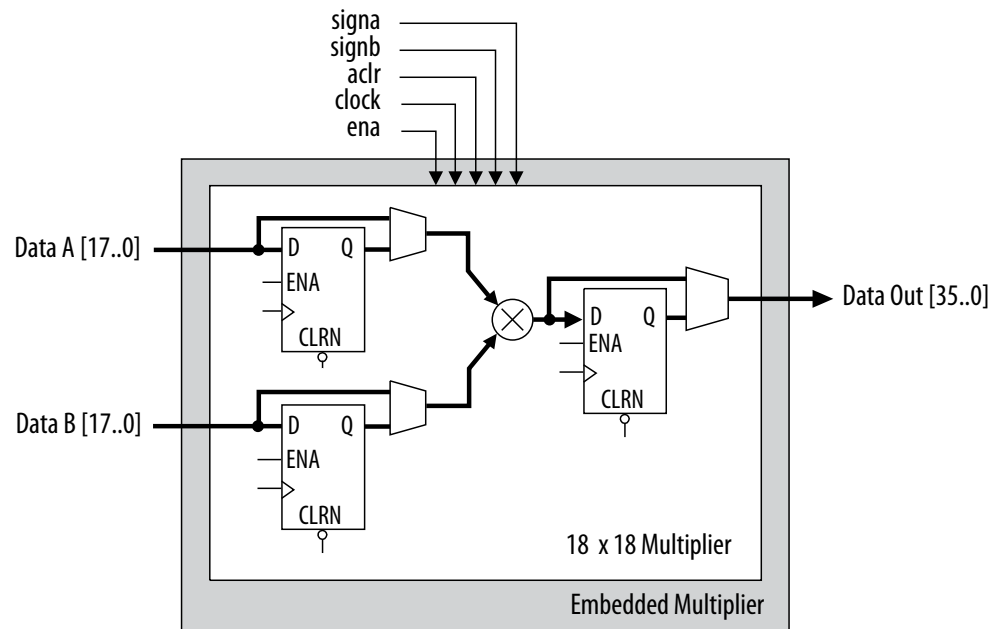 signa
signb
aclr
clock
ena
Data A [17..0]
D Q
ENA
CLRN
Data B [17..0]
D Q
ENA
CLRN
D Q
ENA
CLRN
Data Out [35..0]
18 x 18 Multiplier
Embedded Multiplier